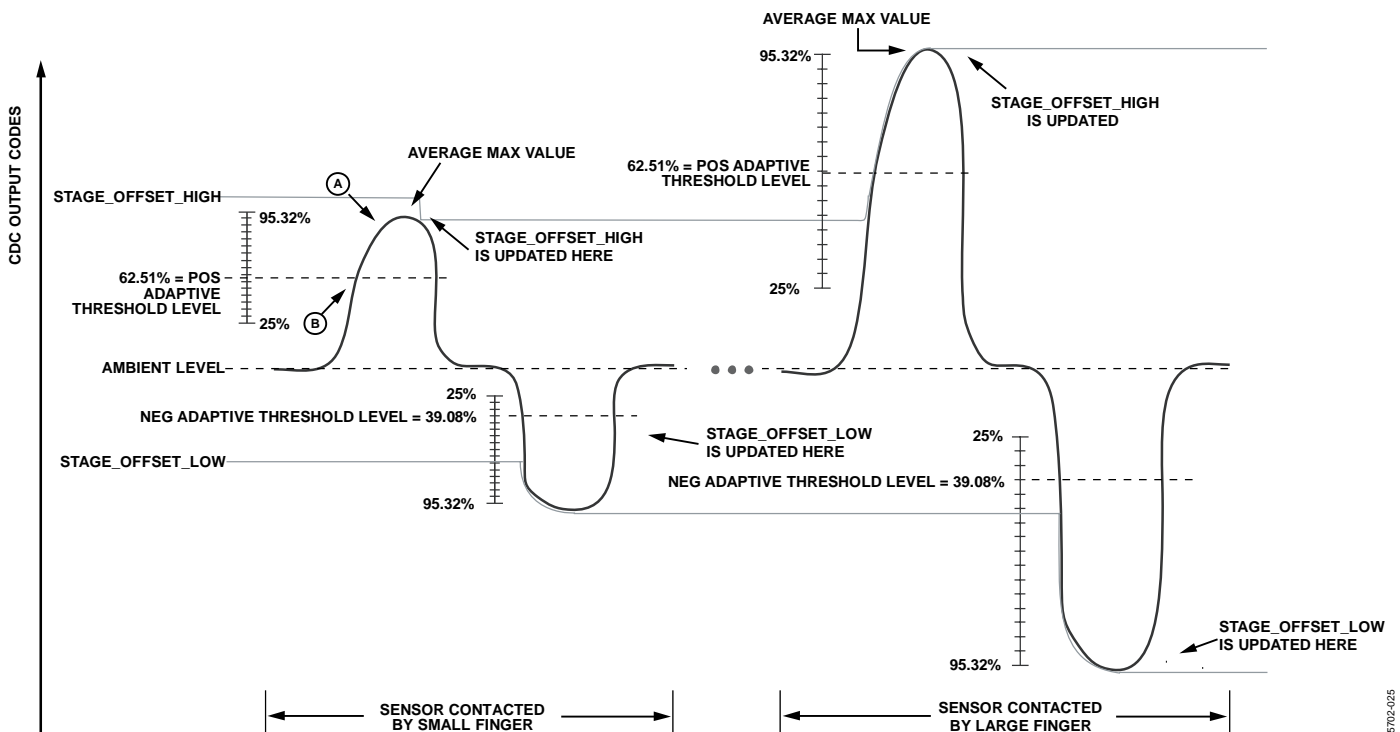 AVERAGE MAX VALUE
95.32%
STAGE_OFFSET_HIGH
IS UPDATED
CDC OUTPUT CODES
AVERAGE MAX VALUE
62.51% = POS ADAPTIVE
THRESHOLD LEVEL
A
STAGE_OFFSET_HIGH
95.32%
STAGE_OFFSET_HIGH
IS UPDATED HERE
62.51% = POS
ADAPTIVE
THRESHOLD LEVEL
25%
B
25%
AMBIENT LEVEL
25%
NEG ADAPTIVE THRESHOLD LEVEL = 39.08%
STAGE_OFFSET_LOW
IS UPDATED HERE
25%
STAGE_OFFSET_LOW
NEG ADAPTIVE THRESHOLD LEVEL = 39.08%
95.32%
STAGE_OFFSET_LOW
IS UPDATED HERE
95.32%
SENSOR CONTACTED
BY SMALL FINGER
SENSOR CONTACTED
BY LARGE FINGER
5702-025